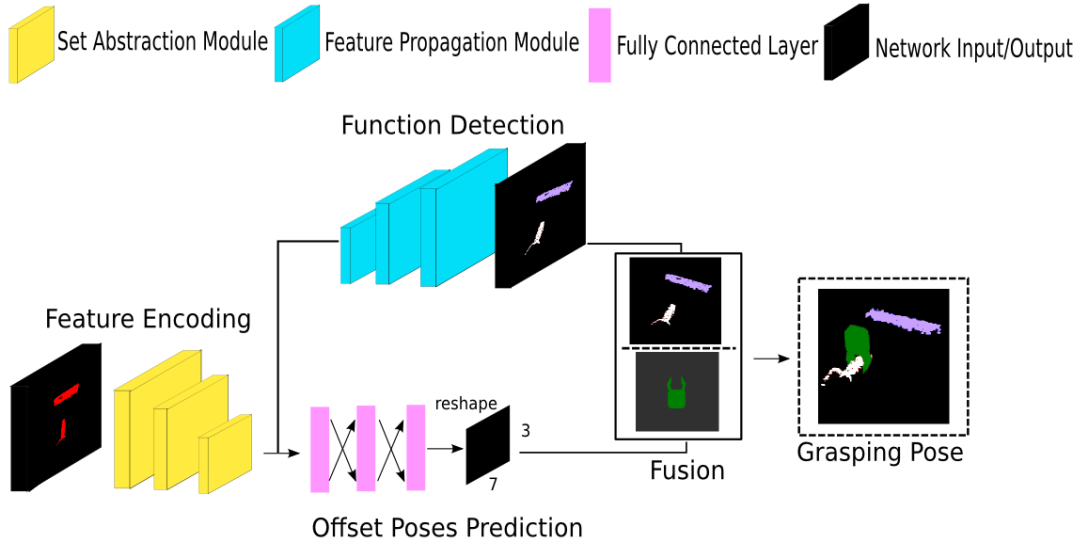 Set Abstraction Module
Feature Propagation Module
Fully Connected Layer
Network Input/Output
Function Detection
Feature Encoding
reshape
3
7
Offset Poses Prediction
Fusion
Grasping Pose